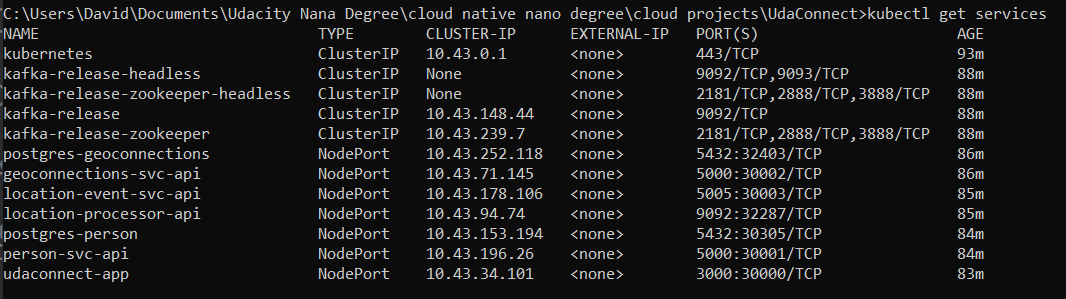 C:\Users\David\Documents\Udacity Nana Degree\cloud native nano degree\cloud projects\UdaConnect>kubectl get services
NAME TYPE CLUSTER-IP EXTERNAL-IP PORT(S) AGE
kubernetes ClusterIP 10.43.0.1 <none> 443/TCP 93m
kafka-release-headless ClusterIP None <none> 9092/TCP,9093/TCP 88m
kafka-release-zookeeper-headless ClusterIP None <none> 2181/TCP,2888/TCP,3888/TCP 88m
kafka-release ClusterIP 10.43.148.44 <none> 9092/TCP 88m
kafka-release-zookeeper ClusterIP 10.43.239.7 <none> 2181/TCP,2888/TCP,3888/TCP 88m
postgres-geoconnections NodePort 10.43.252.118 <none> 5432:32403/TCP 86m
geoconnections-svc-api NodePort 10.43.71.145 <none> 5000:30002/TCP 86m
location-event-svc-api NodePort 10.43.178.106 <none> 5005:30003/TCP 85m
location-processor-api NodePort 10.43.94.74 <none> 9092:32287/TCP 85m
postgres-person NodePort 10.43.153.194 <none> 5432:30305/TCP 84m
person-svc-api NodePort 10.43.196.26 <none> 5000:30001/TCP 84m
udaconnect-app NodePort 10.43.34.101 <none> 3000:30000/TCP 83m